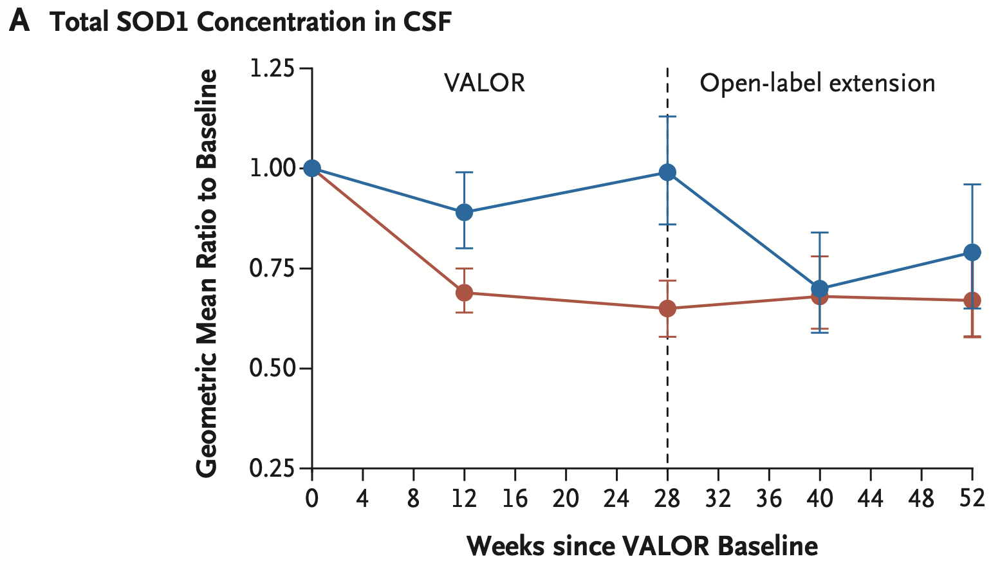 A Total SOD1 Concentration in CSF
Geometric Mean Ratio to Baseline
1.25
1.00
0.75
0.50
0.25
VALOR
Open-label extension
0 4 8 12 16 20 24 28 32 36 40 44 48 52
Weeks since VALOR Baseline